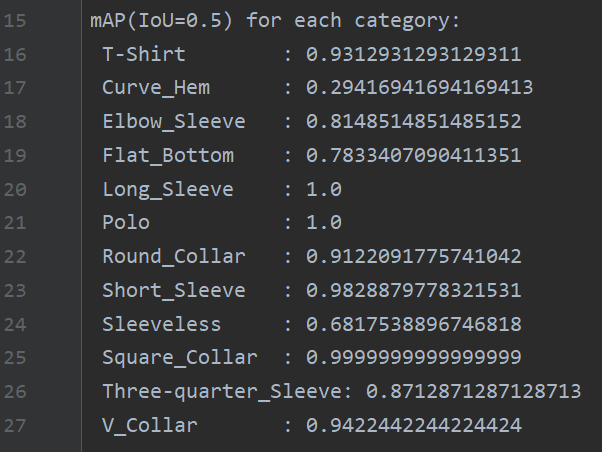 15 mAP(IoU=0.5) for each category:
16 T-Shirt : 0.9312931293129311
17 Curve_Hem : 0.29416941694169413
18 Elbow_Sleeve : 0.8148514851485152
19 Flat_Bottom : 0.7833407090411351
20 Long_Sleeve : 1.0
21 Polo : 1.0
22 Round_Collar : 0.9122091775741042
23 Short_Sleeve : 0.9828879778321531
24 Sleeveless : 0.6817538896746818
25 Square_Collar : 0.9999999999999999
26 Three-quarter_Sleeve: 0.8712871287128713
27 V_Collar : 0.9422442244224424